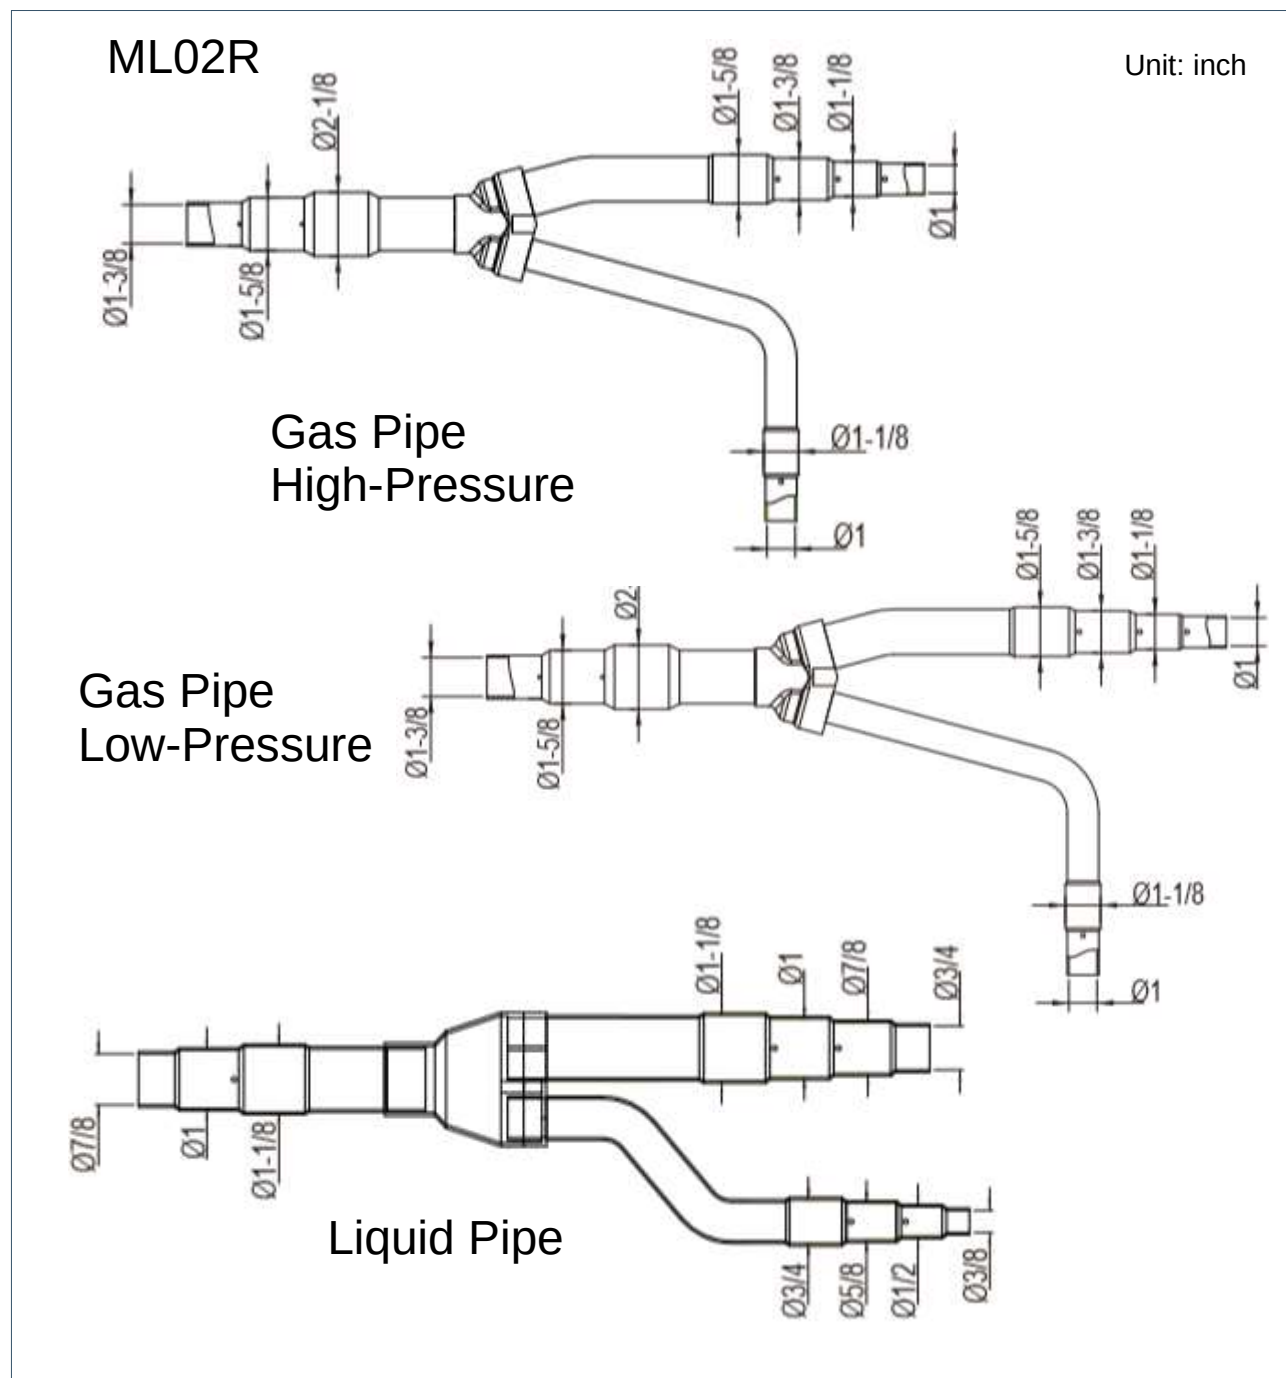 ML02R
Unit: inch
Ø2-1/8
Ø1-5/8
Ø1-3/8
Ø1-1/8
Ø1
Ø1-3/8
Ø1-5/8
Gas Pipe
High-Pressure
Ø1-1/8
Ø1
Ø1-5/8
Ø1-3/8
Ø1-1/8
Ø2
Ø1
Gas Pipe
Low-Pressure
Ø1-3/8
Ø1-5/8
Ø1-1/8
Ø1
Ø1-1/8
Ø1
Ø7/8
Ø3/4
Ø7/8
Ø1
Ø1-1/8
Liquid Pipe
Ø3/4
Ø5/8
Ø1/2
Ø3/8